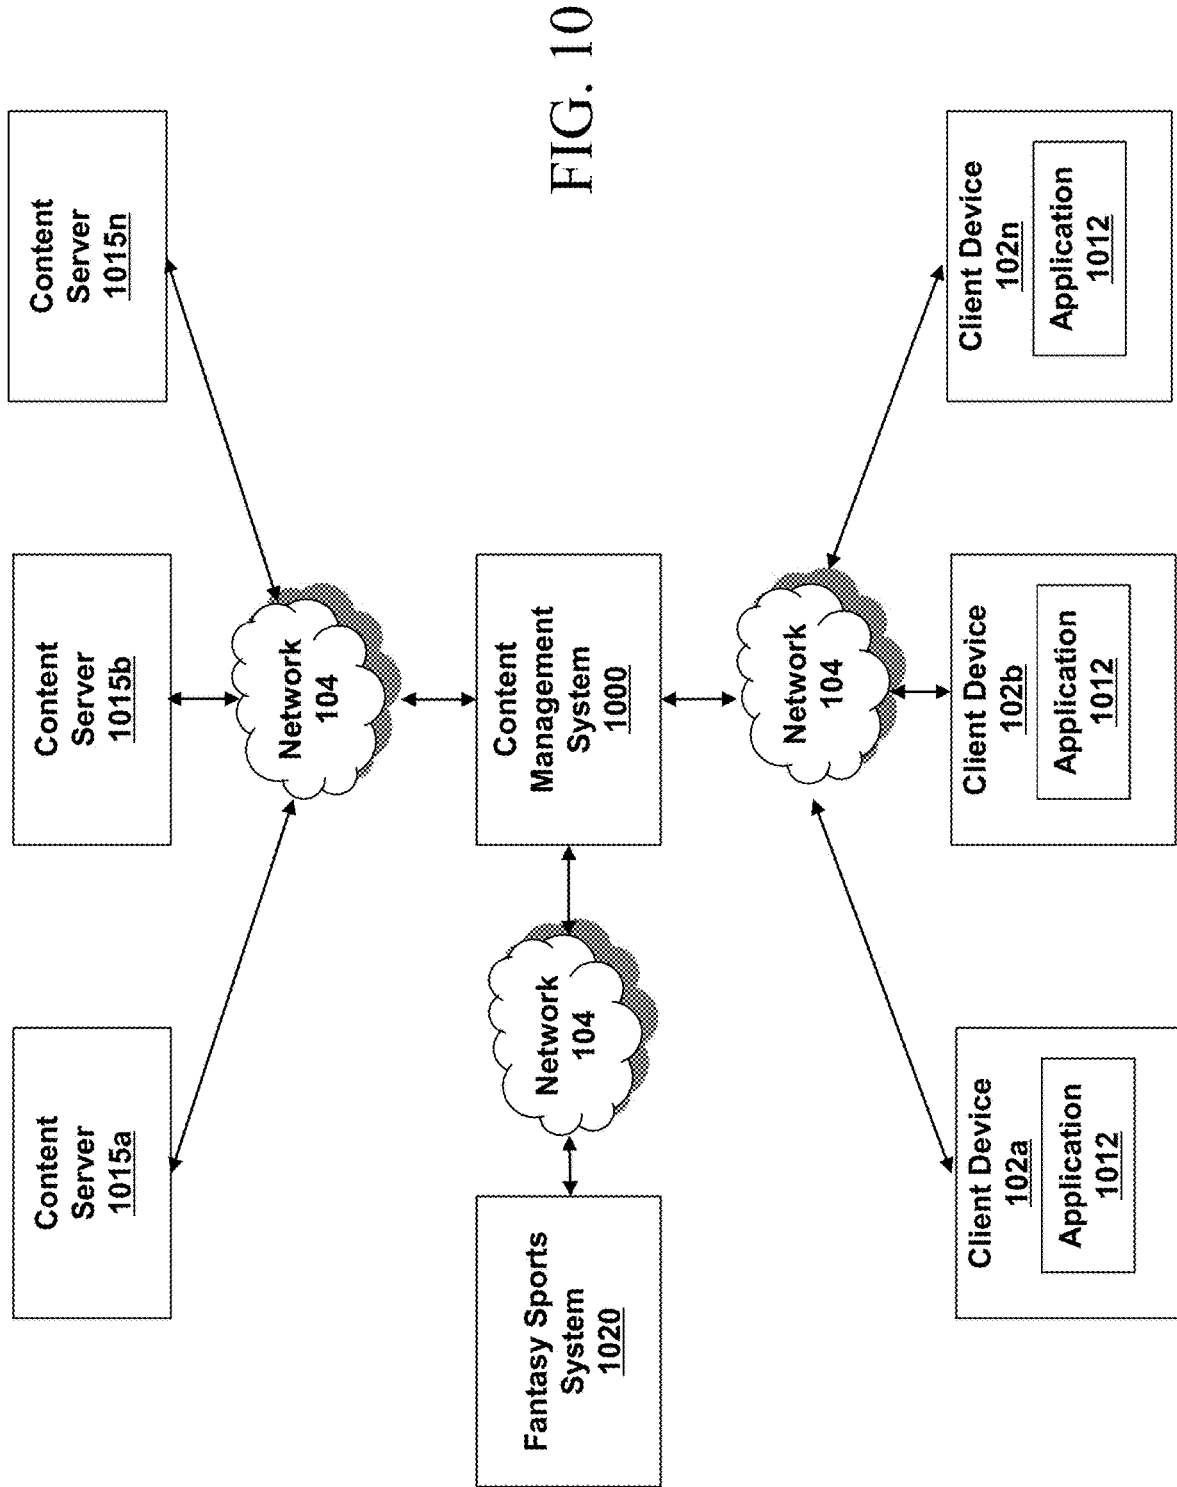 Content
Server
1015a
Content
Server
1015b
Content
Server
1015n
Network
104
Fantasy Sports
System
1020
Network
104
Content
Management
System
1000
FIG. 10
Network
104
Client Device
102a
Application
1012
Client Device
102b
Application
1012
Client Device
102n
Application
1012